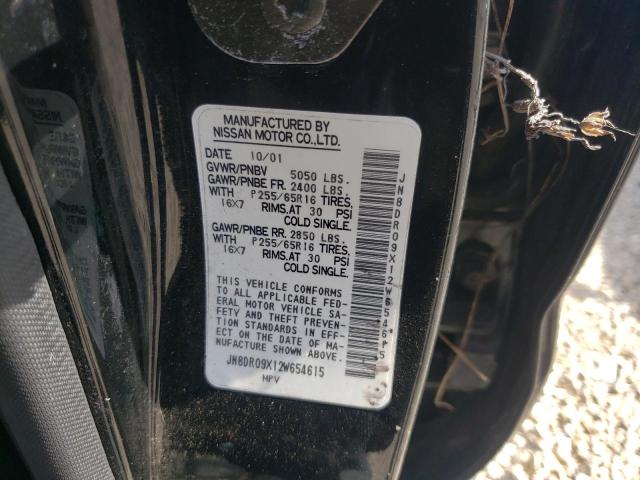 MANUFACTURED BY
NISSAN MOTOR CO.,LTD.
DATE 10/01
GVWR/PNBV 5050 LBS.
GAWR/PNBE FR. 2400 LBS.
WITH P255/65R16 TIRES,
16X7 RIMS,AT 30 PSI
COLD SINGLE.
GAWR/PNBE RR. 2850 LBS.
WITH P255/65R16 TIRES,
16X7 RIMS,AT 30 PSI
COLD SINGLE.
THIS VEHICLE CONFORMS
TO ALL APPLICABLE FED-
ERAL MOTOR VEHICLE SA-
FETY AND THEFT PREVEN-
TION STANDARDS IN EFF-
ECT ON THE DATE OF MA-
NUFACTURE SHOWN ABOVE.
JN8DR09X12W654615
MPV
JN8DR09X12W654615